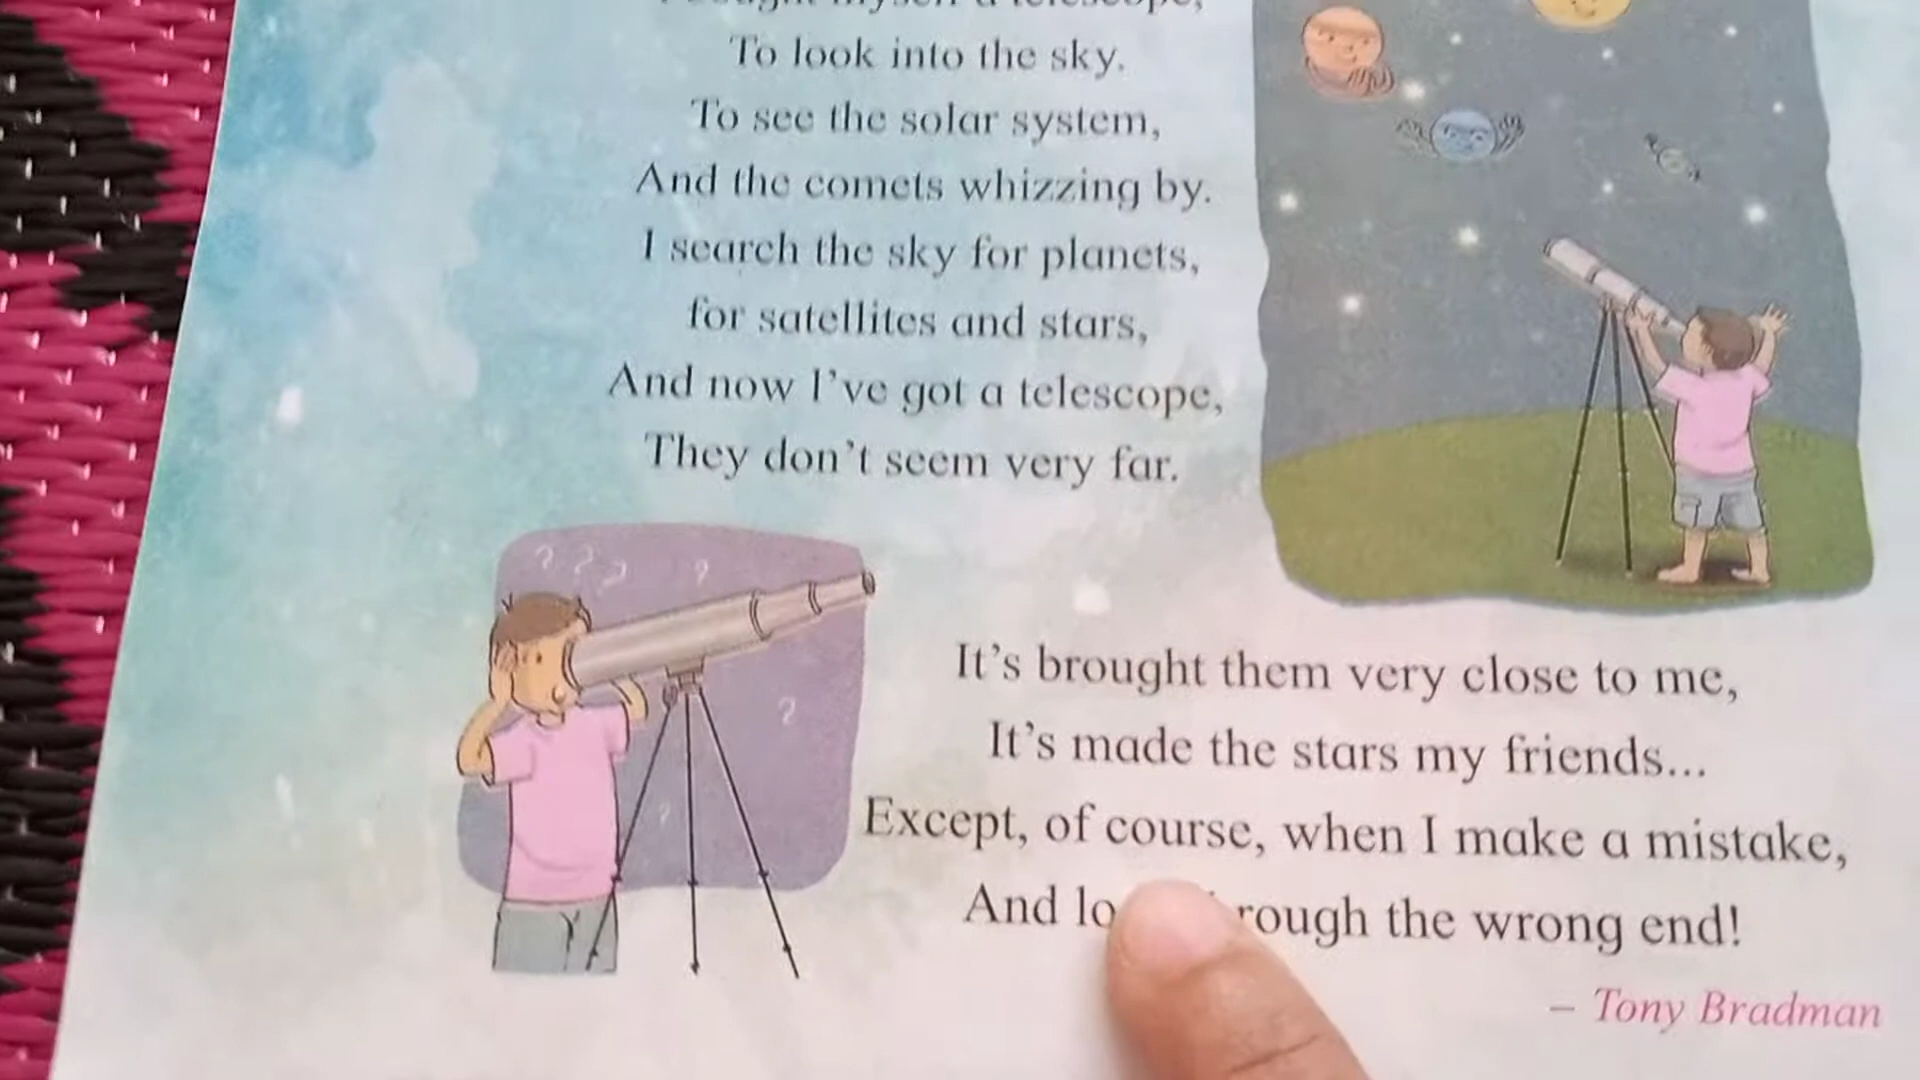 myself a telescope,
To look into the sky.
To see the solar system,
And the comets whizzing by.
I search the sky for planets,
for satellites and stars,
And now I've got a telescope,
They don't seem very far.
? ? ? ?
?
?
It's brought them very close to me,
It's made the stars my friends...
Except, of course, when I make a mistake,
And the wrong end!
– Tony Bradman